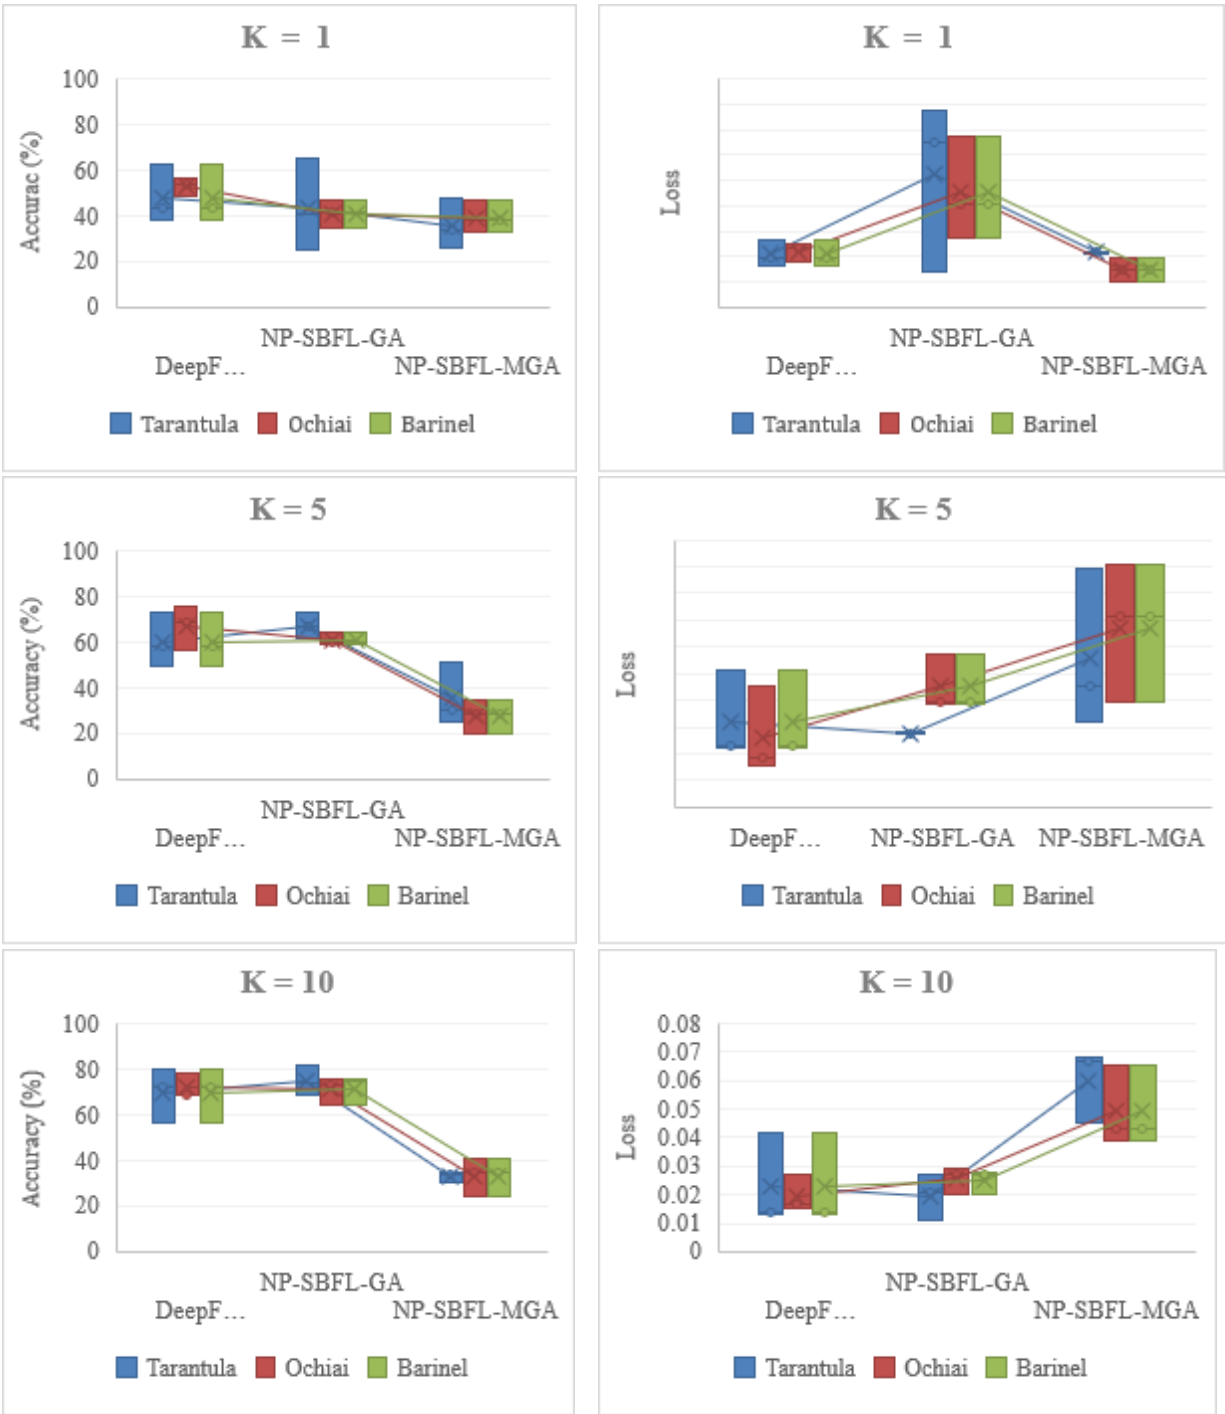 K = 1
100
80
60
40
20
0
Accurac (%)
NP-SBFL-GA
DeepF...
NP-SBFL-MGA
Tarantula Ochiai Barinel
K = 1
Loss
NP-SBFL-GA
DeepF...
NP-SBFL-MGA
Tarantula Ochiai Barinel
K = 5
100
80
60
40
20
0
Accuracy (%)
NP-SBFL-GA
DeepF...
NP-SBFL-MGA
Tarantula Ochiai Barinel
K = 5
Loss
DeepF... NP-SBFL-GA NP-SBFL-MGA
Tarantula Ochiai Barinel
K = 10
100
80
60
40
20
0
Accuracy (%)
NP-SBFL-GA
DeepF...
NP-SBFL-MGA
Tarantula Ochiai Barinel
K = 10
0.08
0.07
0.06
0.05
0.04
0.03
0.02
0.01
0
Loss
NP-SBFL-GA
DeepF...
NP-SBFL-MGA
Tarantula Ochiai Barinel